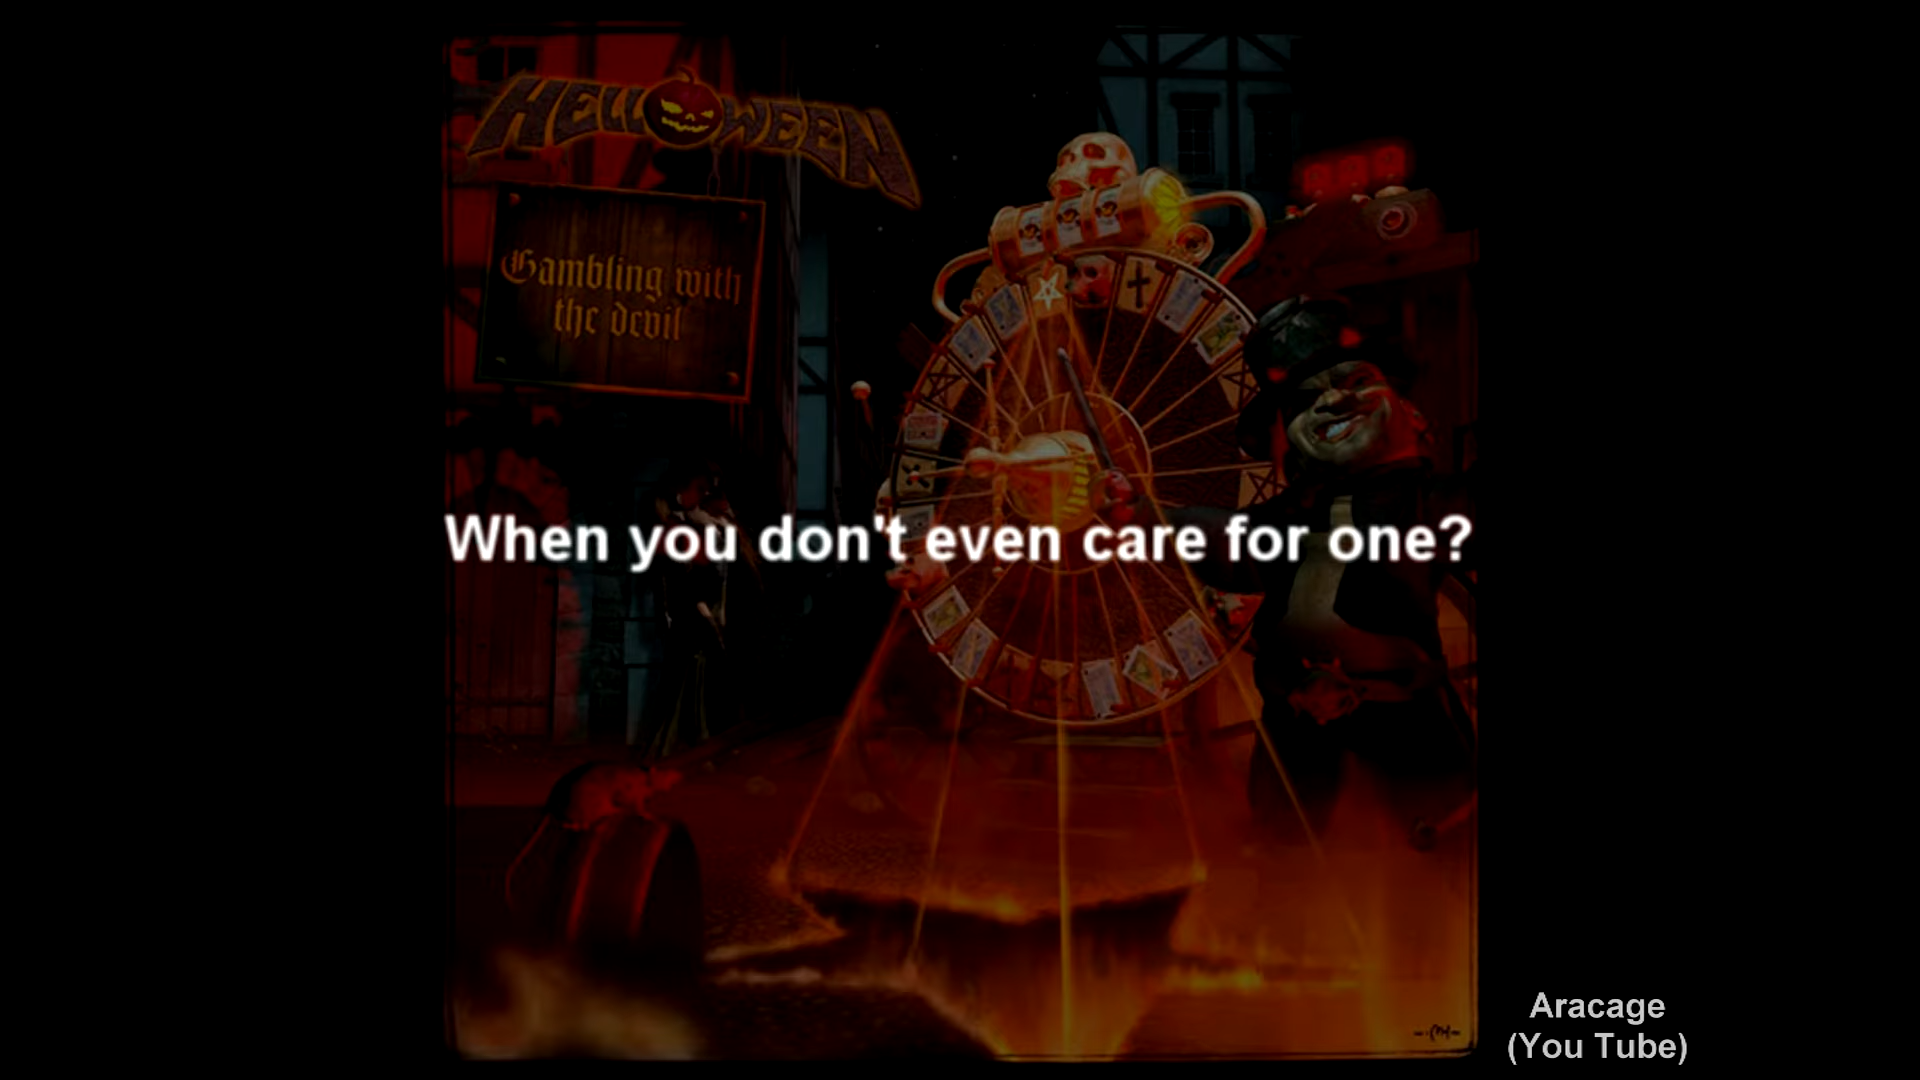 HELLOWEEN
Gambling with
the devil
When you don't even care for one?
Aracage
(You Tube)